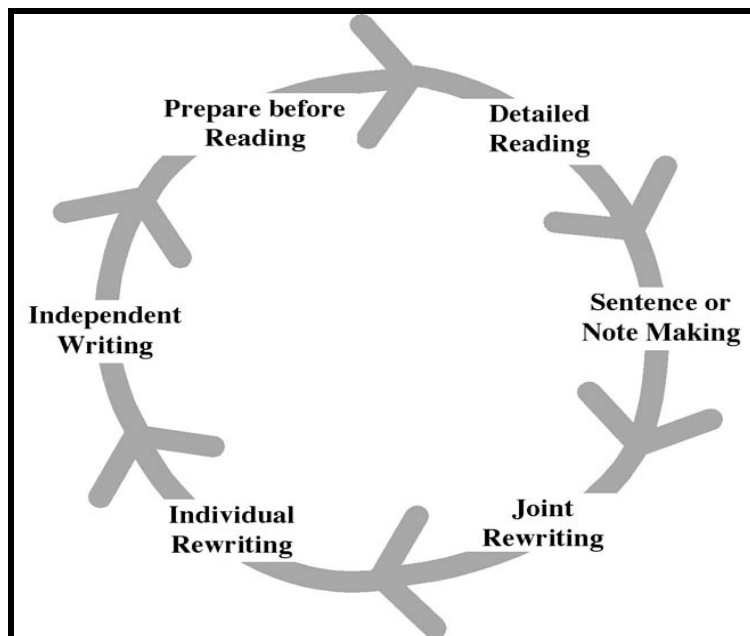 Prepare before
Reading
Detailed
Reading
Sentence or
Note Making
Joint
Rewriting
Individual
Rewriting
Independent
Writing